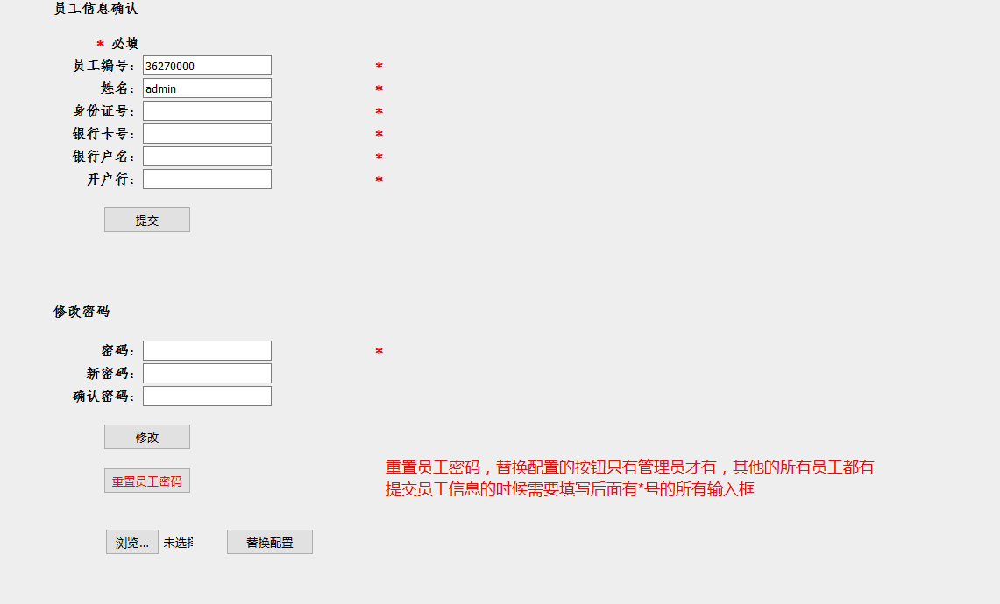 员工信息确认
* 必填
员工编号: 36270000 *
姓名: admin *
身份证号: *
银行卡号: *
银行户名: *
开户行: *
提交
修改密码
密码: *
新密码:
确认密码:
修改
重置员工密码
重置员工密码，替换配置的按钮只有管理员才有，其他的所有员工都有
提交员工信息的时候需要填写后面有*号的所有输入框
浏览... 未选择 替换配置